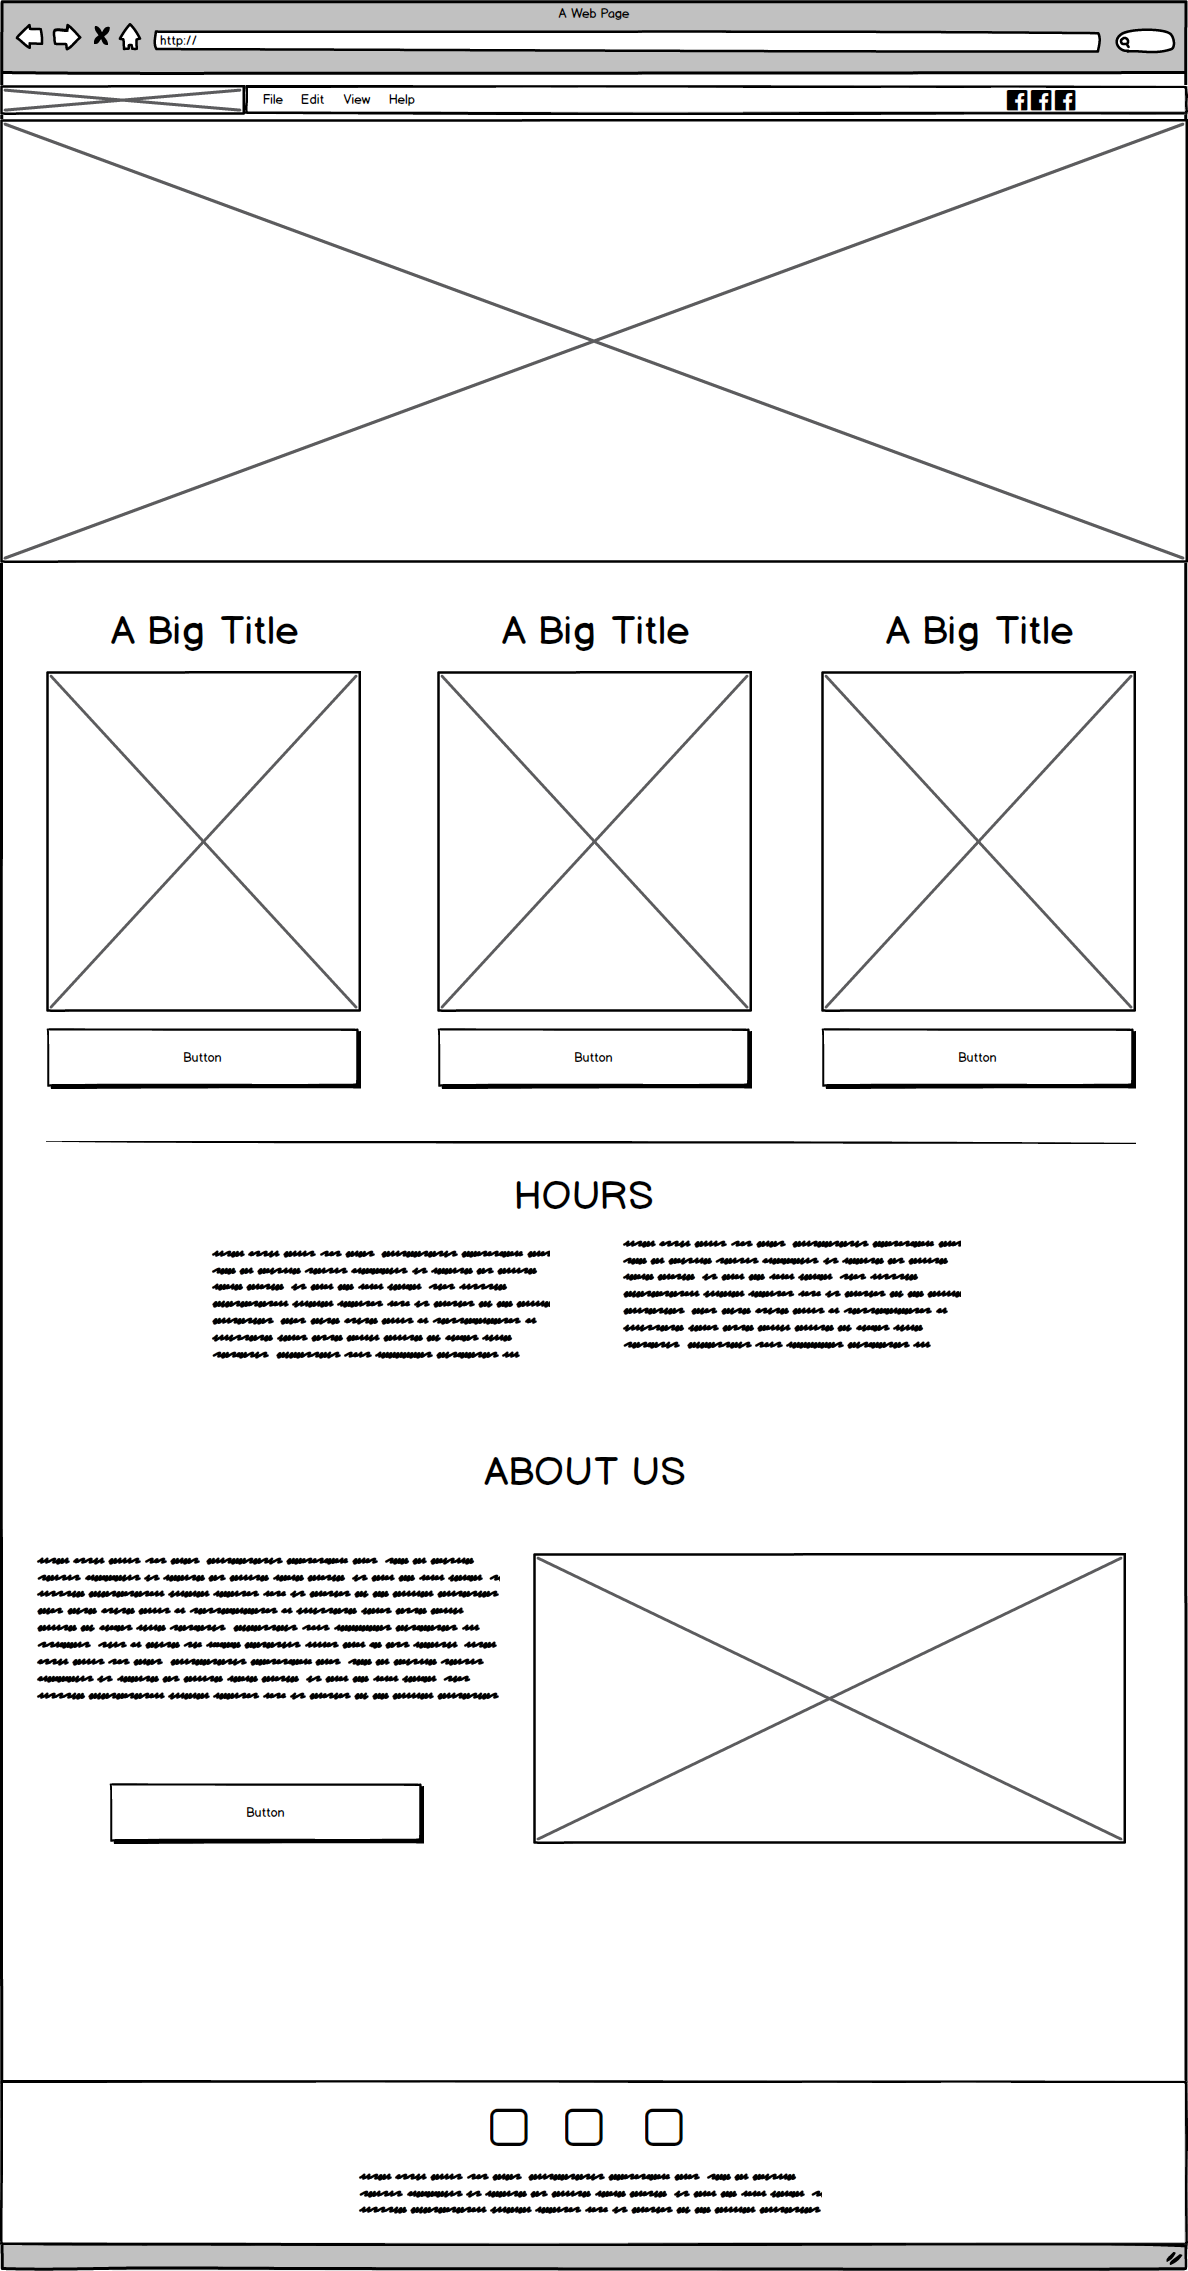 A Web Page
http://
File Edit View Help
A Big Title A Big Title A Big Title
Button Button Button
HOURS
ABOUT US
Button